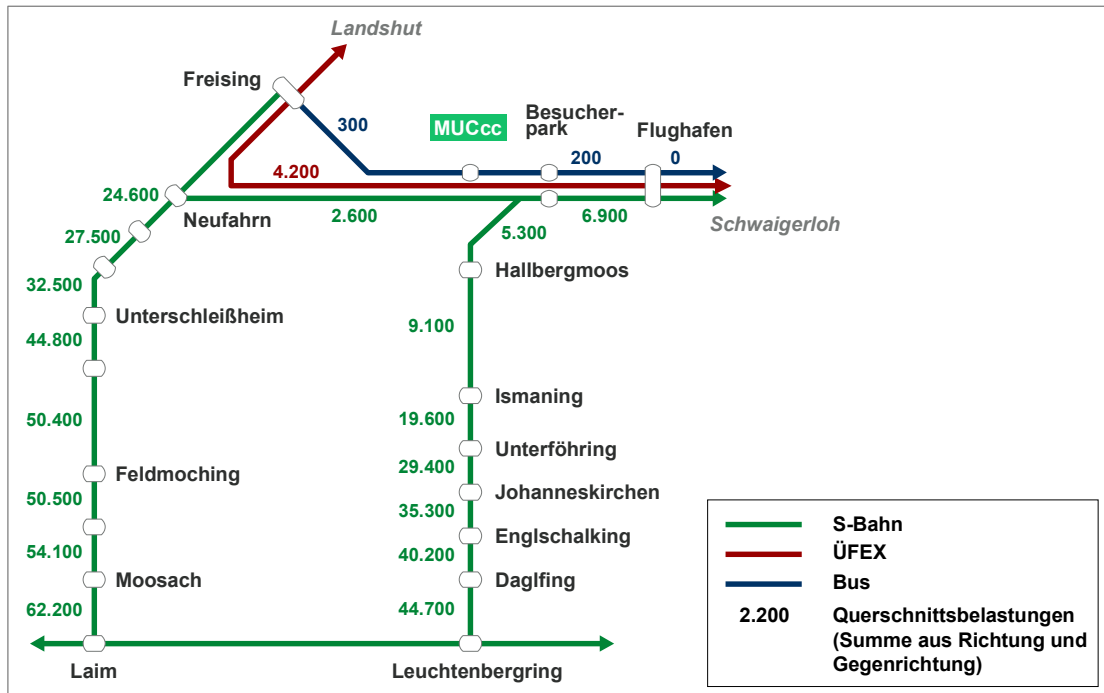 Landshut
Freising
300
MUCcc
Besucher-
park
Flughafen
200
0
4.200
24.600
Neufahrn
2.600
6.900
Schwaigerloh
27.500
5.300
32.500
Hallbergmoos
Unterschleißheim
44.800
9.100
Ismaning
50.400
19.600
Unterföhring
Feldmoching
29.400
Johanneskirchen
50.500
35.300
Englschalking
54.100
40.200
Moosach
Daglfing
62.200
44.700
Laim
Leuchtenbergring
S-Bahn
ÜFEX
Bus
2.200 Querschnittsbelastungen
(Summe aus Richtung und
Gegenrichtung)